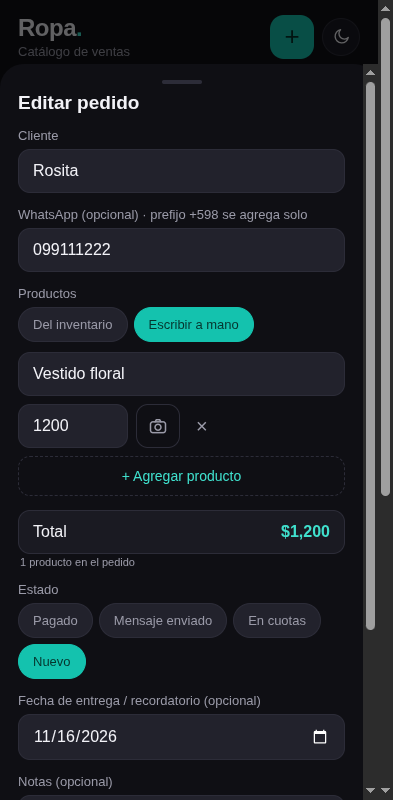 Ropa.
Catálogo de ventas
+
Editar pedido
Cliente
Rosita
WhatsApp (opcional) · prefijo +598 se agrega solo
099111222
Productos
Del inventario
Escribir a mano
Vestido floral
1200
×
+ Agregar producto
Total $1,200
1 producto en el pedido
Estado
Pagado
Mensaje enviado
En cuotas
Nuevo
Fecha de entrega / recordatorio (opcional)
11/16/2026
Notas (opcional)